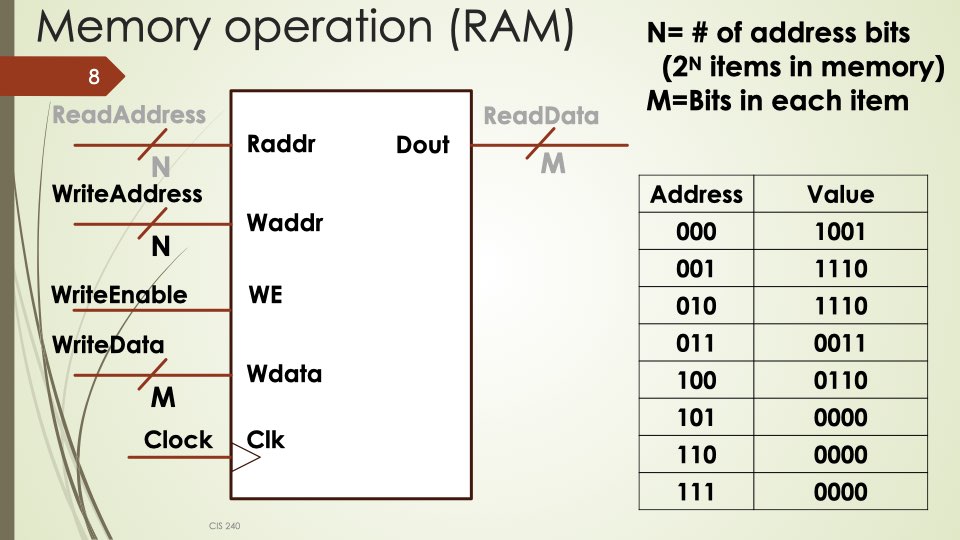 Memory operation (RAM)
8
N= # of address bits
(2ᴺ items in memory)
M=Bits in each item
ReadAddress
N
Raddr
Dout
ReadData
M
WriteAddress
N
Waddr
WriteEnable
WE
WriteData
M
Wdata
Clock
Clk
Address Value
000 1001
001 1110
010 1110
011 0011
100 0110
101 0000
110 0000
111 0000
CIS 240